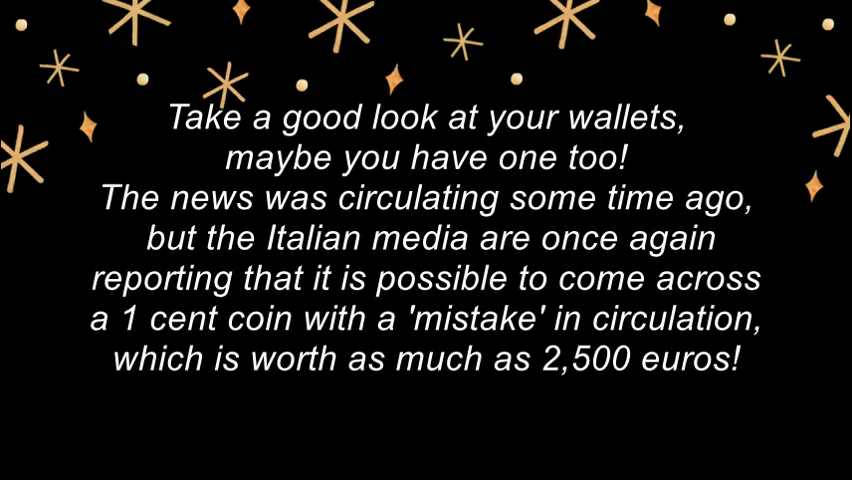 Take a good look at your wallets,
maybe you have one too!
The news was circulating some time ago,
but the Italian media are once again
reporting that it is possible to come across
a 1 cent coin with a 'mistake' in circulation,
which is worth as much as 2,500 euros!